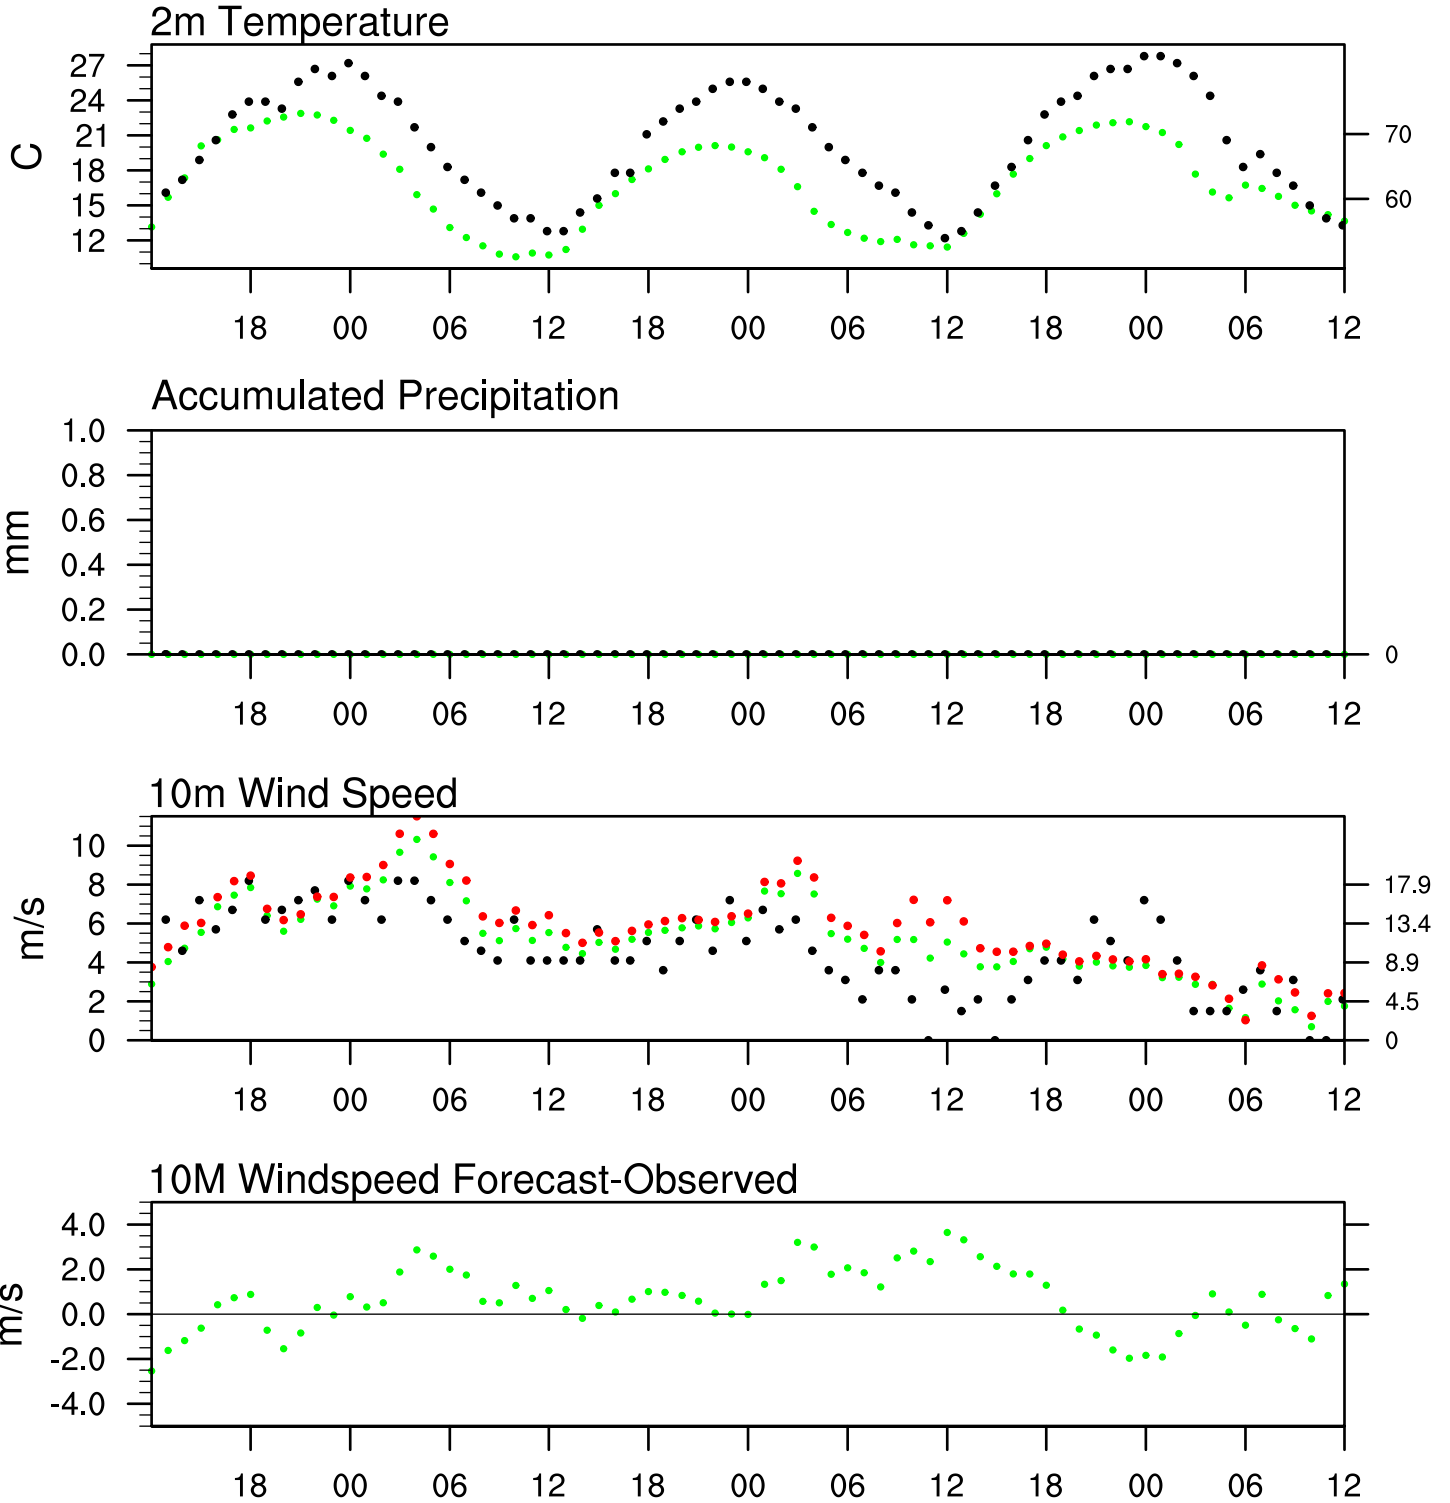 2m Temperature
27
24
21
18
15
12
C
70
60
18 00 06 12 18 00 06 12 18 00 06 12
Accumulated Precipitation
1.0
0.8
0.6
0.4
0.2
0.0
mm
0
18 00 06 12 18 00 06 12 18 00 06 12
10m Wind Speed
10
8
6
4
2
0
m/s
17.9
13.4
8.9
4.5
0
18 00 06 12 18 00 06 12 18 00 06 12
10M Windspeed Forecast-Observed
4.0
2.0
0.0
-2.0
-4.0
m/s
18 00 06 12 18 00 06 12 18 00 06 12